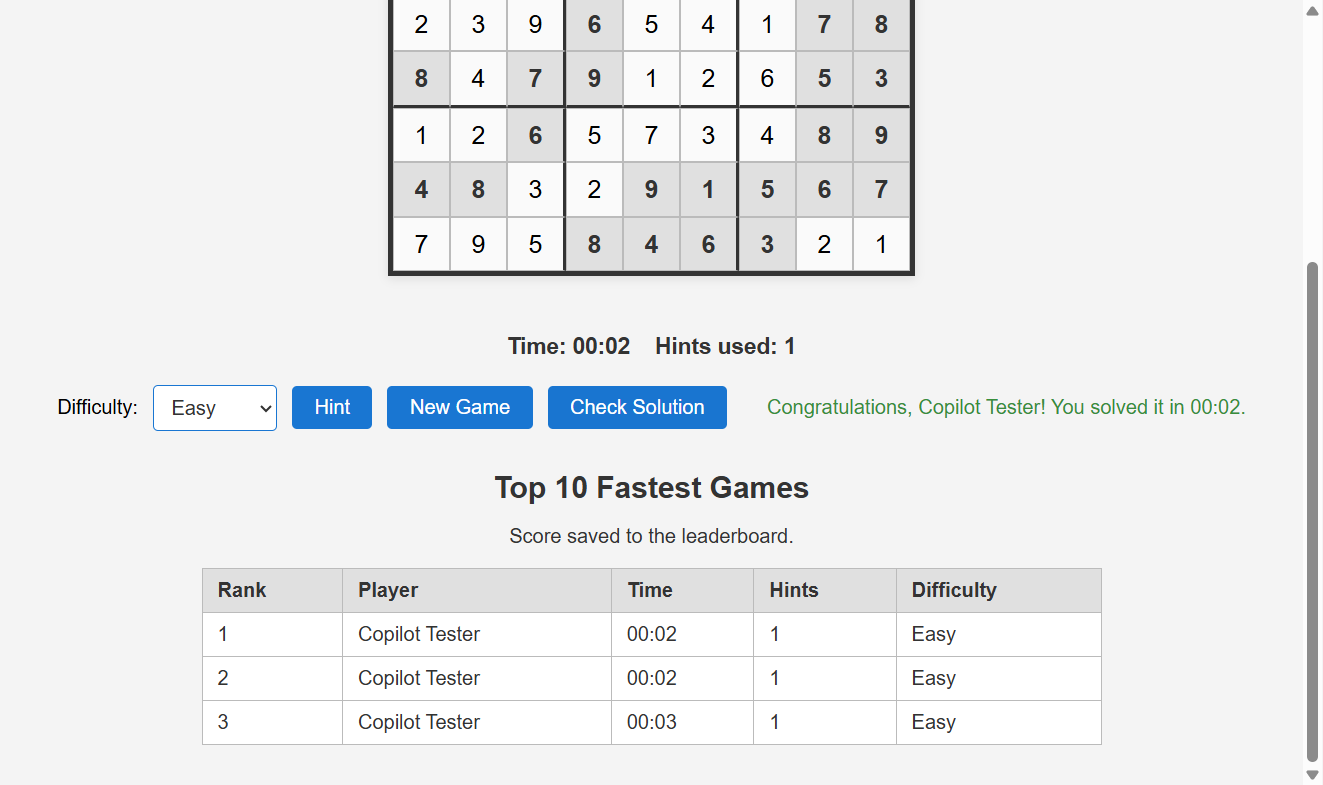 2 3 9 6 5 4 1 7 8
8 4 7 9 1 2 6 5 3
1 2 6 5 7 3 4 8 9
4 8 3 2 9 1 5 6 7
7 9 5 8 4 6 3 2 1
Time: 00:02 Hints used: 1
Difficulty: Easy Hint New Game Check Solution Congratulations, Copilot Tester! You solved it in 00:02.
Top 10 Fastest Games
Score saved to the leaderboard.
Rank Player Time Hints Difficulty
1 Copilot Tester 00:02 1 Easy
2 Copilot Tester 00:02 1 Easy
3 Copilot Tester 00:03 1 Easy